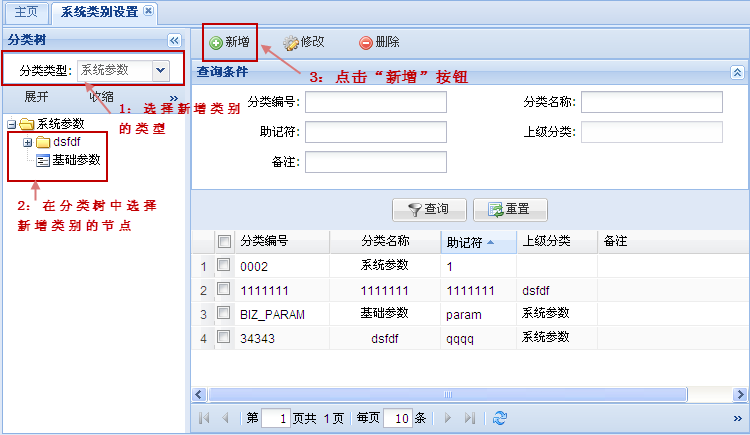 主页 系统类别设置
分类树
分类类型: 系统参数
展开 收缩
1：选择新增类别的类型
系统参数
dsfdf
基础参数
2：在分类树中选择新增类别的节点
新增 修改 删除
3：点击“新增”按钮
查询条件
分类编号: 分类名称:
助记符: 上级分类:
备注:
查询 重置
分类编号 分类名称 助记符 上级分类 备注
1 0002 系统参数 1
2 1111111 1111111 1111111 dsfdf
3 BIZ_PARAM 基础参数 param 系统参数
4 34343 dsfdf qqqq 系统参数
第 1 页共 1 页 每页 10 条